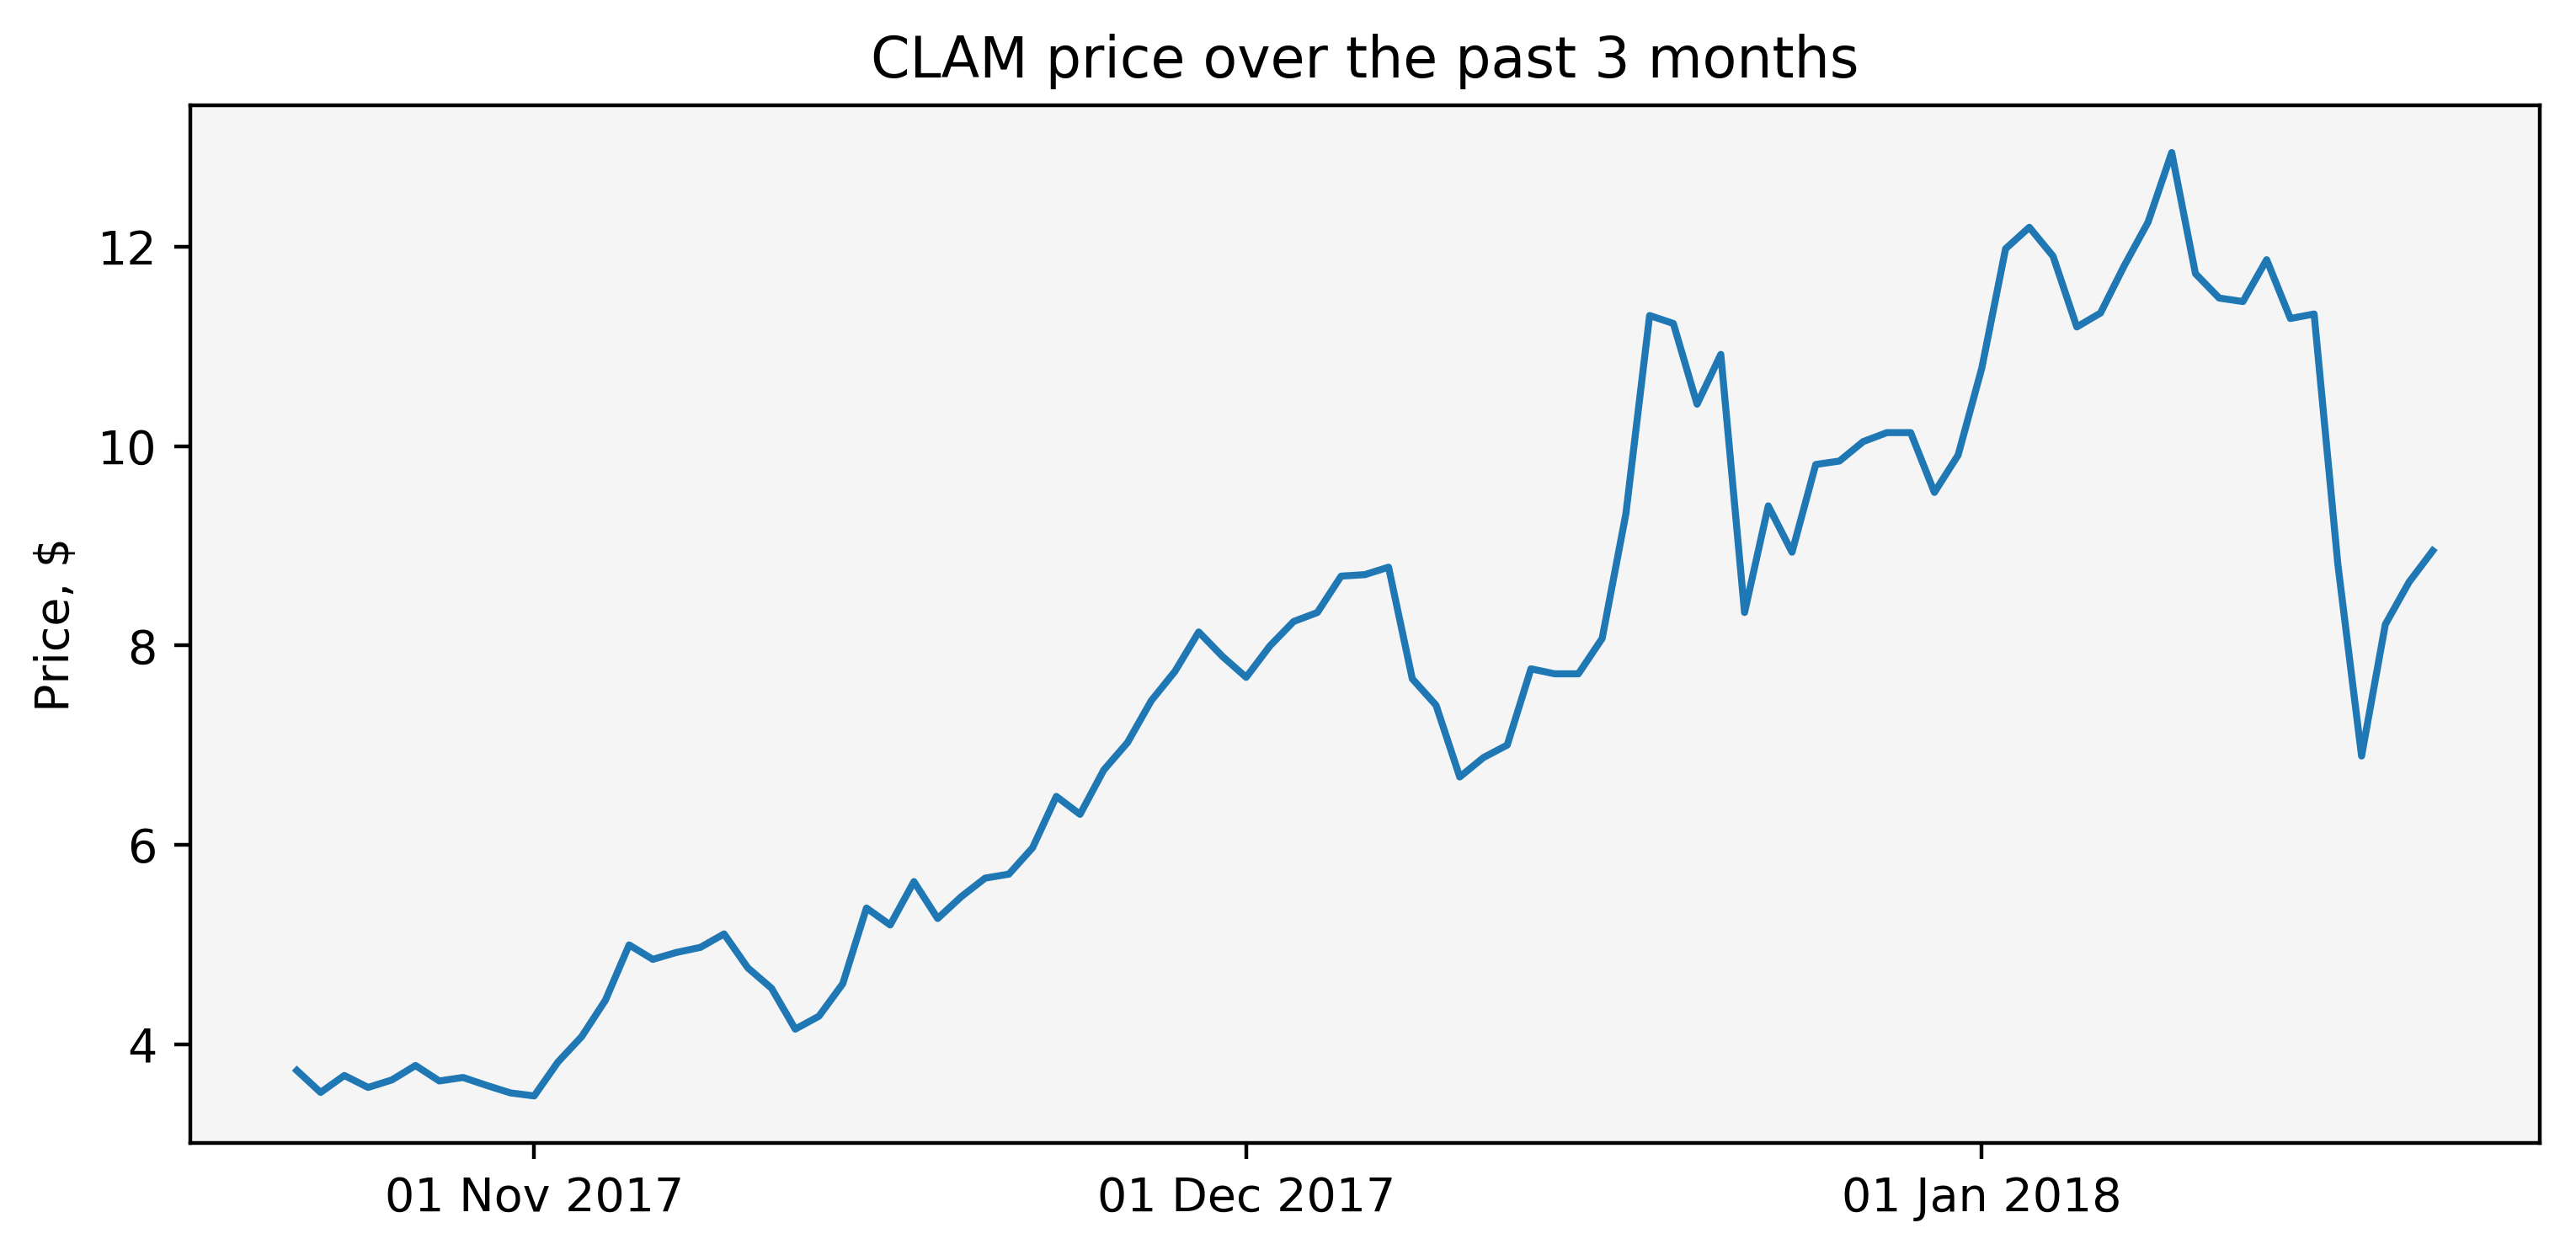 CLAM price over the past 3 months
Price, $
12
10
8
6
4
01 Nov 2017
01 Dec 2017
01 Jan 2018